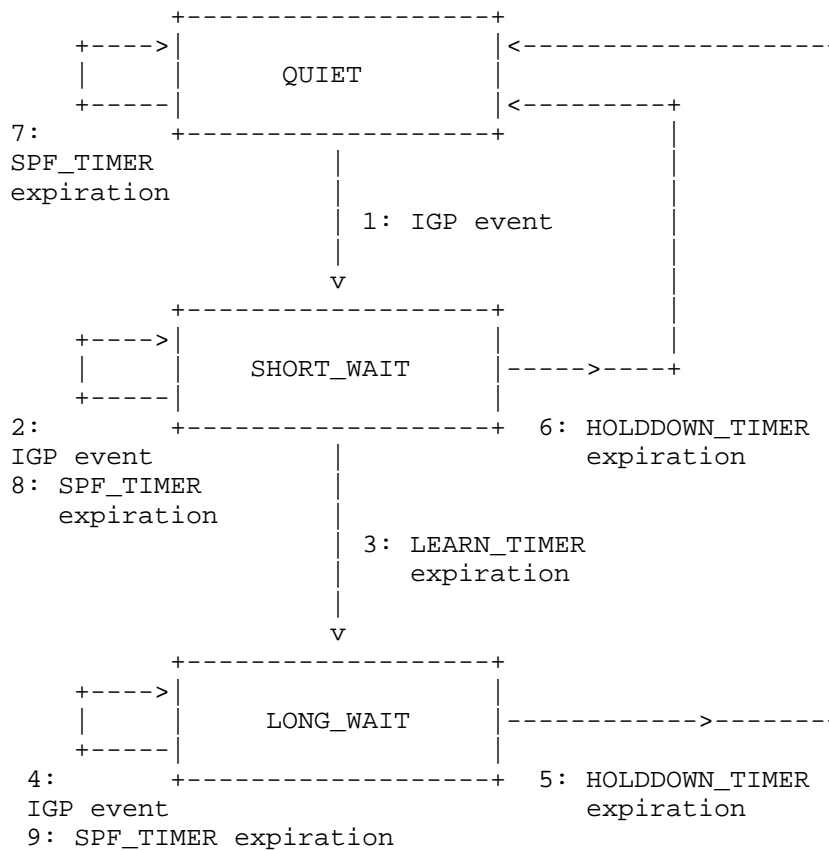 QUIET
7:
SPF_TIMER
expiration
1: IGP event
SHORT_WAIT
2:
6: HOLDDOWN_TIMER
IGP event
expiration
8: SPF_TIMER
expiration
3: LEARN_TIMER
expiration
LONG_WAIT
4:
5: HOLDDOWN_TIMER
IGP event
expiration
9: SPF_TIMER expiration